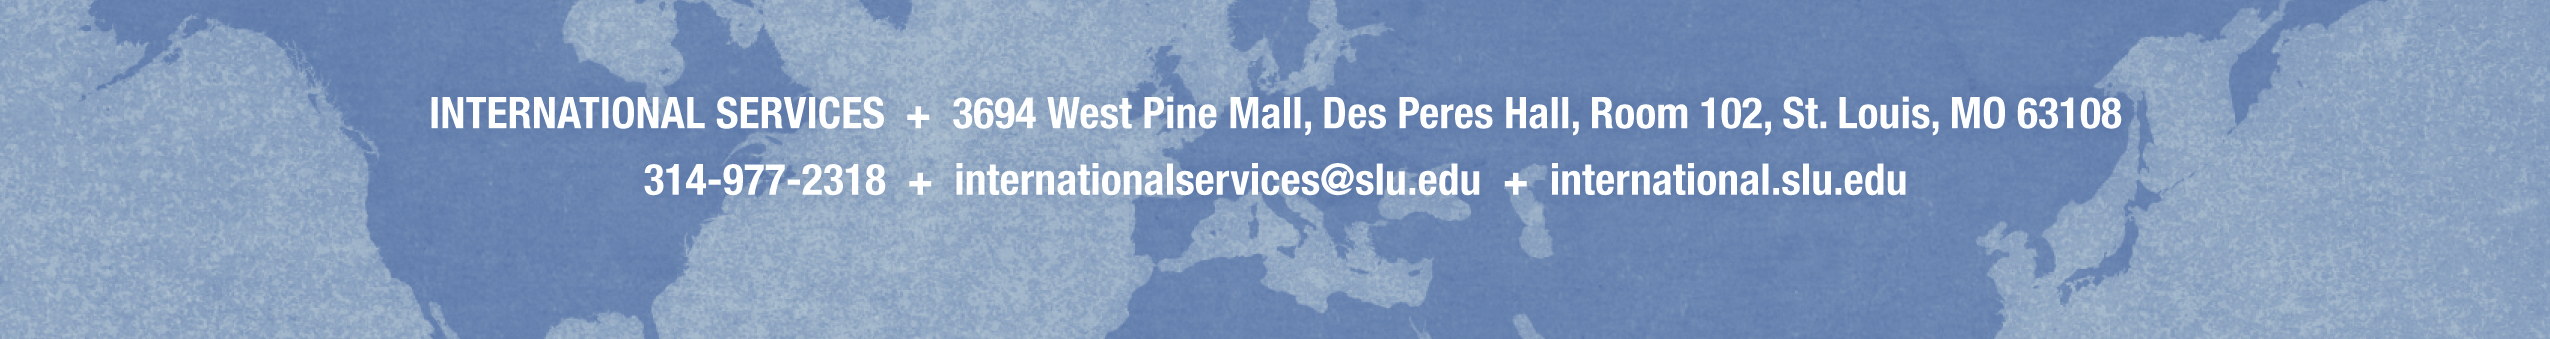 INTERNATIONAL SERVICES + 3694 West Pine Mall, Des Peres Hall, Room 102, St. Louis, MO 63108
314-977-2318 + internationalservices@slu.edu + international.slu.edu